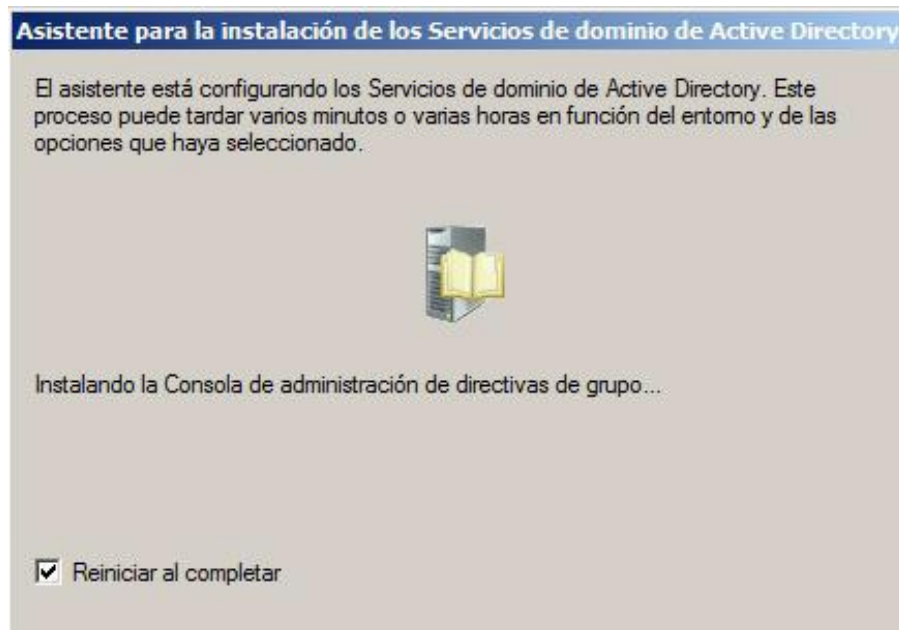 Asistente para la instalación de los Servicios de dominio de Active Directory
El asistente está configurando los Servicios de dominio de Active Directory. Este
proceso puede tardar varios minutos o varias horas en función del entorno y de las
opciones que haya seleccionado.
Instalando la Consola de administración de directivas de grupo...
Reiniciar al completar